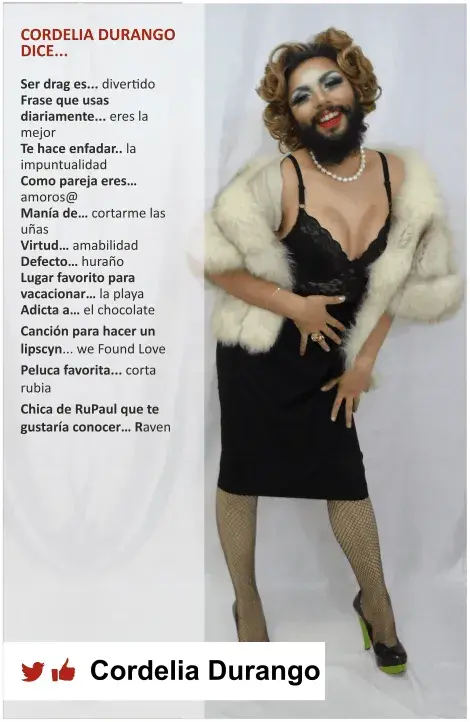 CORDELIA DURANGO
DICE...
Ser drag es... divertido
Frase que usas
diariamente... eres la
mejor
Te hace enfadar.. la
impuntualidad
Como pareja eres...
amoros@
Manía de... cortarme las
uñas
Virtud... amabilidad
Defecto... huraño
Lugar favorito para
vacacionar... la playa
Adicta a... el chocolate
Canción para hacer un
lipscyn... we Found Love
Peluca favorita... corta
rubia
Chica de RuPaul que te
gustaría conocer... Raven
Cordelia Durango